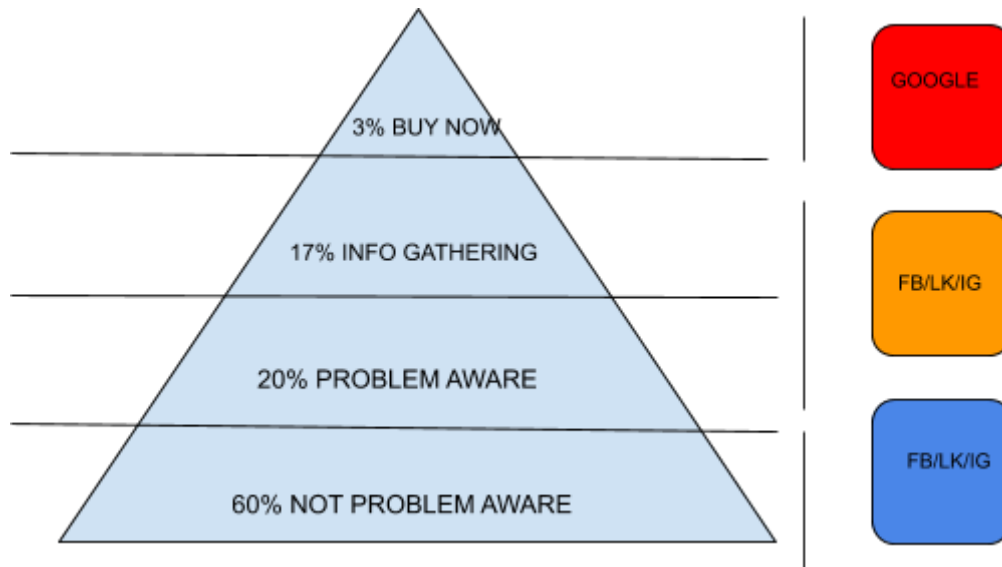 3% BUY NOW
GOOGLE
17% INFO GATHERING
FB/LK/IG
20% PROBLEM AWARE
60% NOT PROBLEM AWARE
FB/LK/IG